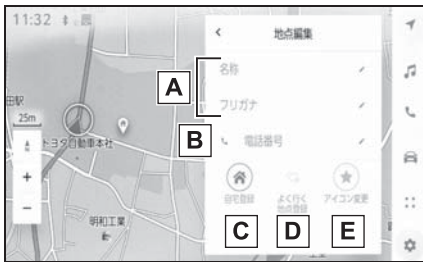 11:32
地点編集
名称
A
フリガナ
田駅
25m
B
電話番号
トヨタ自動車本社
自宅登録
よく行く
地点登録
アイコン変更
C
D
E
明和工業